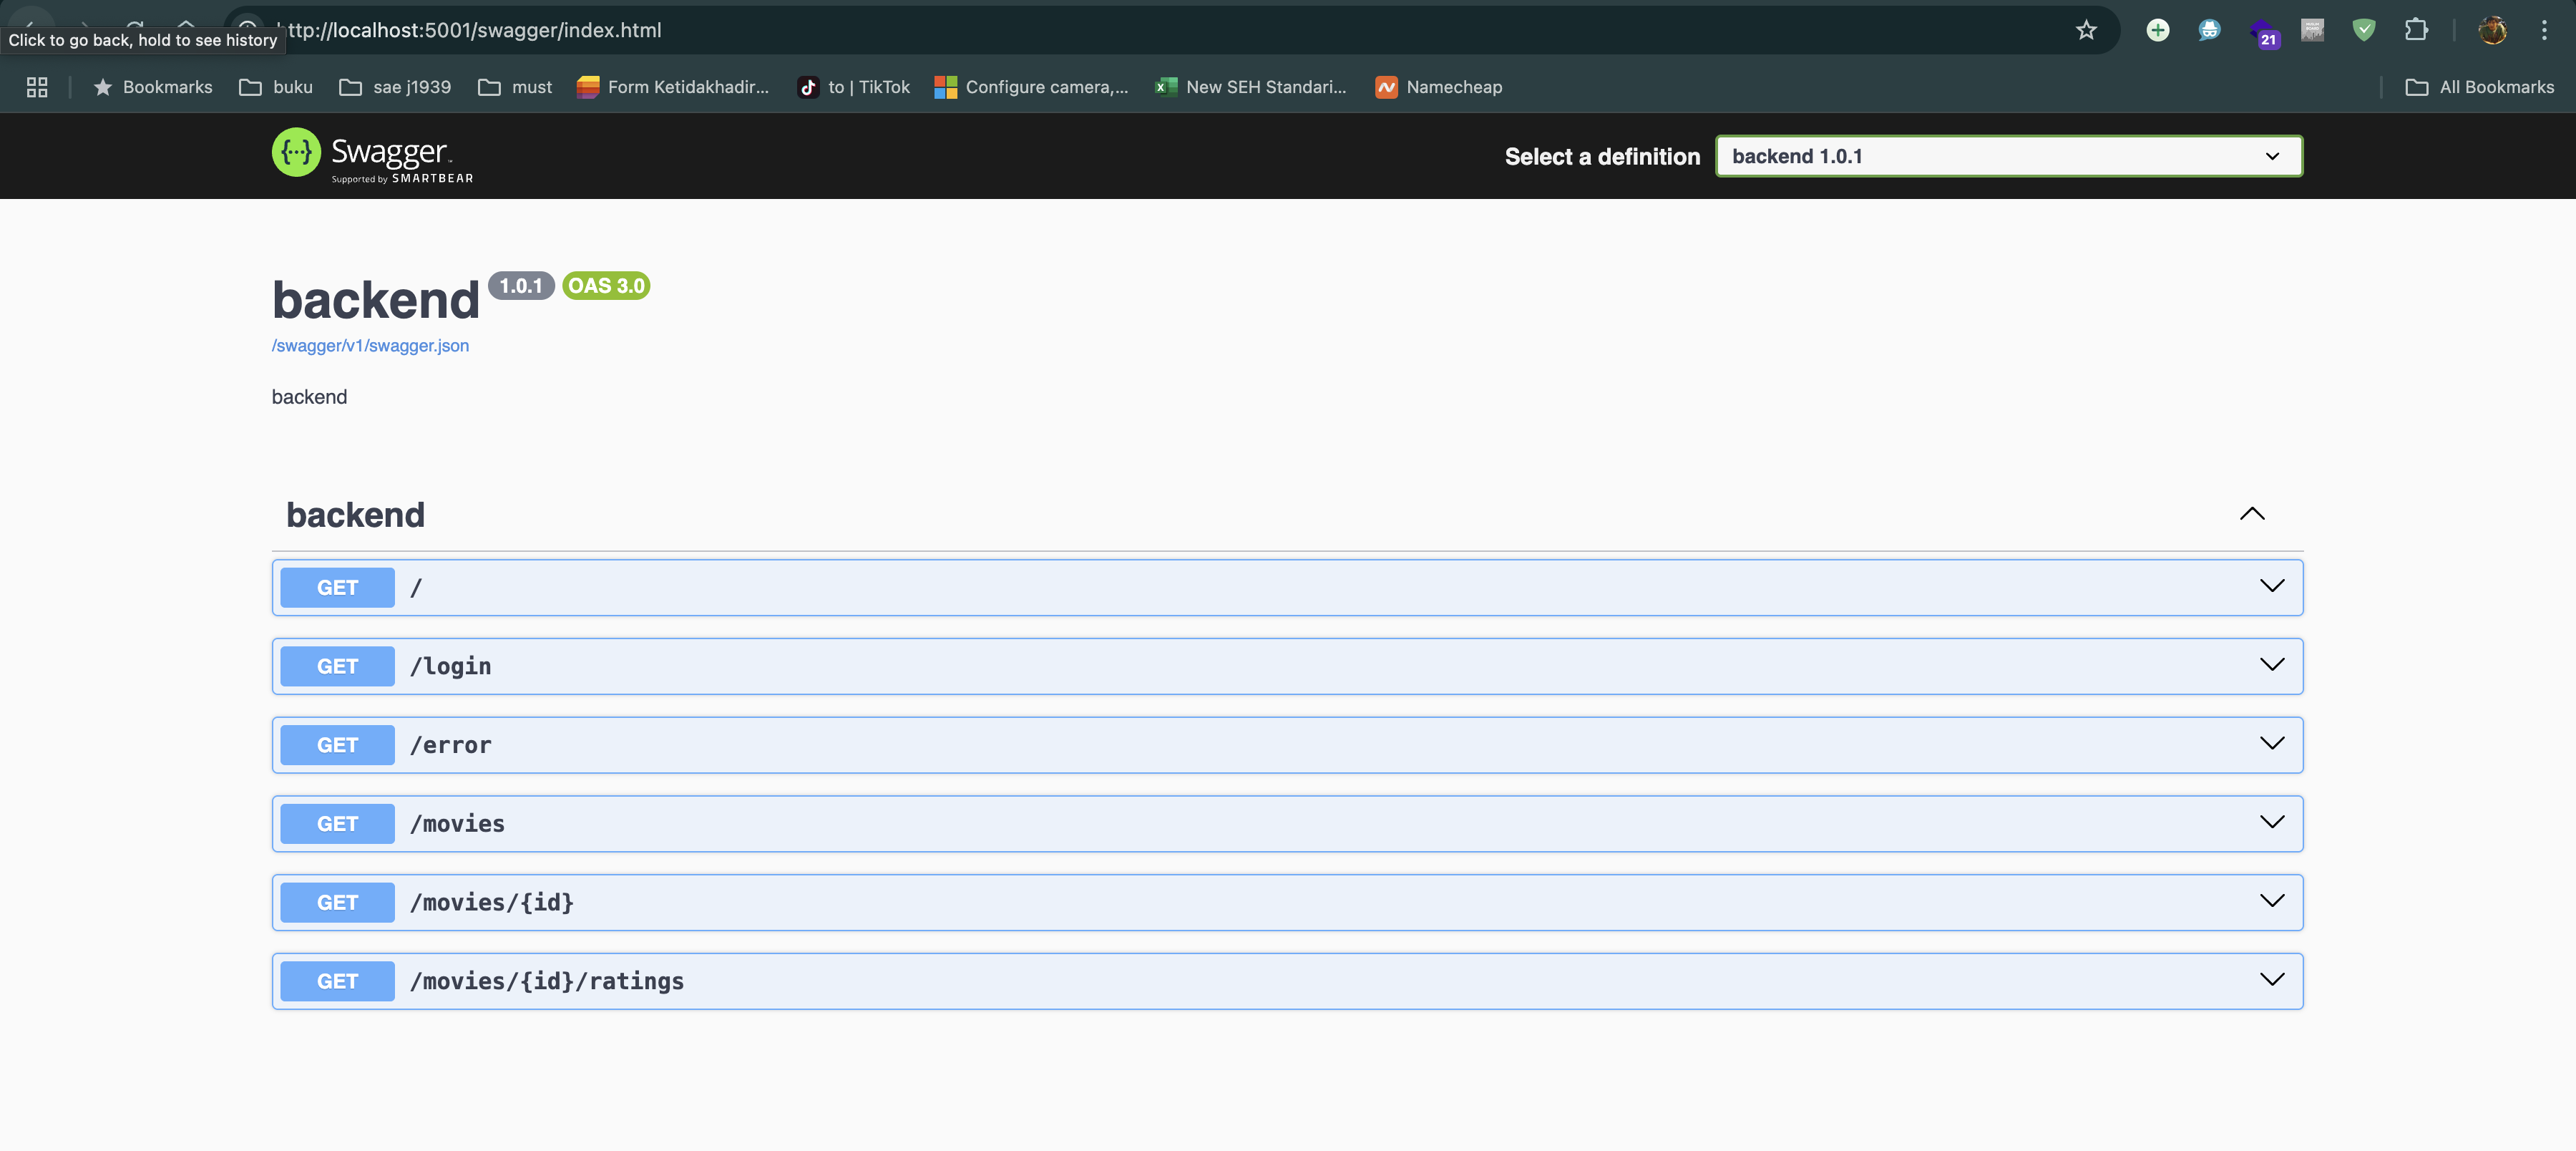 Click to go back, hold to see history
ttp://localhost:5001/swagger/index.html
21
Bookmarks
buku
sae j1939
must
Form Ketidakhadir...
to | TikTok
Configure camera,...
New SEH Standari...
Namecheap
All Bookmarks
Swagger
Supported by SMARTBEAR
Select a definition
backend 1.0.1
backend 1.0.1 OAS 3.0
/swagger/v1/swagger.json
backend
backend
GET /
GET /login
GET /error
GET /movies
GET /movies/{id}
GET /movies/{id}/ratings